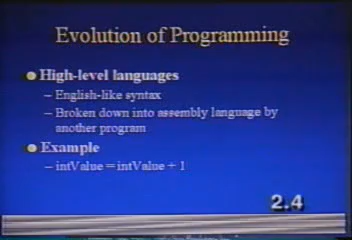 Evolution of Programming
High-level languages
– English-like syntax
– Broken down into assembly language by
another program
Example
– intValue = intValue + 1
2.4